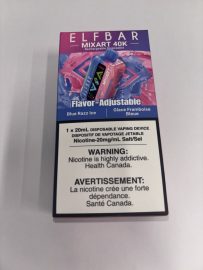 ELFBAR
MIXART 40K
Flavor-Adjustable
Blue Razz Ice
Glace Framboise
Bleue
1 x 20mL DISPOSABLE VAPING DEVICE
DISPOSITIF DE VAPOTAGE JETABLE
Nicotine-20mg/mL Salt/Sel
WARNING:
Nicotine is highly addictive.
Health Canada.
AVERTISSEMENT:
La nicotine crée une forte
dépendance.
Santé Canada.